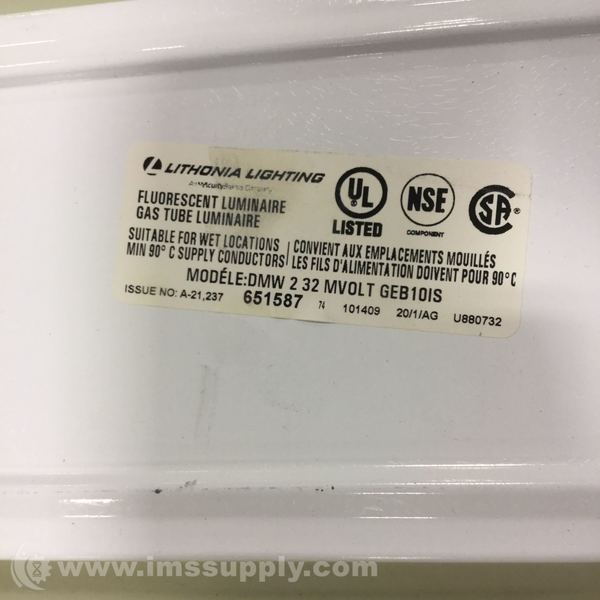 LITHONIA LIGHTING
An AcuityBrands Company
FLUORESCENT LUMINAIRE
GAS TUBE LUMINAIRE
UL
LISTED
NSF
COMPONENT
SA
SUITABLE FOR WET LOCATIONS
MIN 90° C SUPPLY CONDUCTORS
CONVIENT AUX EMPLACEMENTS MOUILLÉS
LES FILS D'ALIMENTATION DOIVENT POUR 90° C
MODÉLE:DMW 2 32 MVOLT GEB10IS
ISSUE NO: A-21,237 651587 74 101409 20/1/AG U880732
www.imssupply.com